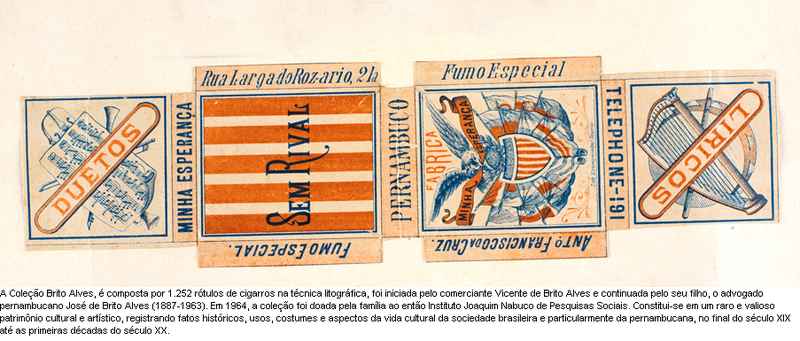 Rua Larga do Rozario, 2h
Fumo Especial
DUETOS
MINHA ESPERANÇA
SEM RIVAL
PERNAMBUCO
FABRICA
MINHA ESPERANÇA
TELEPHONE-191
LIRICOS
FUMO ESPECIAL.
ANTº FRANCISCO DA CRUZ.
A Coleção Brito Alves, é composta por 1.252 rótulos de cigarros na técnica litográfica, foi iniciada pelo comerciante Vicente de Brito Alves e continuada pelo seu filho, o advogado
pernambucano José de Brito Alves (1887-1963). Em 1964, a coleção foi doada pela família ao então Instituto Joaquim Nabuco de Pesquisas Sociais. Constitui-se em um raro e valioso
patrimônio cultural e artístico, registrando fatos históricos, usos, costumes e aspectos da vida cultural da sociedade brasileira e particularmente da pernambucana, no final do século XIX
até as primeiras décadas do século XX.